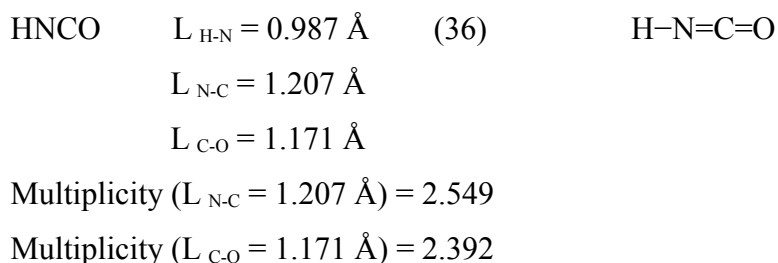 HNCO L H-N = 0.987 Å (36) H−N=C=O
L N-C = 1.207 Å
L C-O = 1.171 Å
Multiplicity (L N-C = 1.207 Å) = 2.549
Multiplicity (L C-O = 1.171 Å) = 2.392